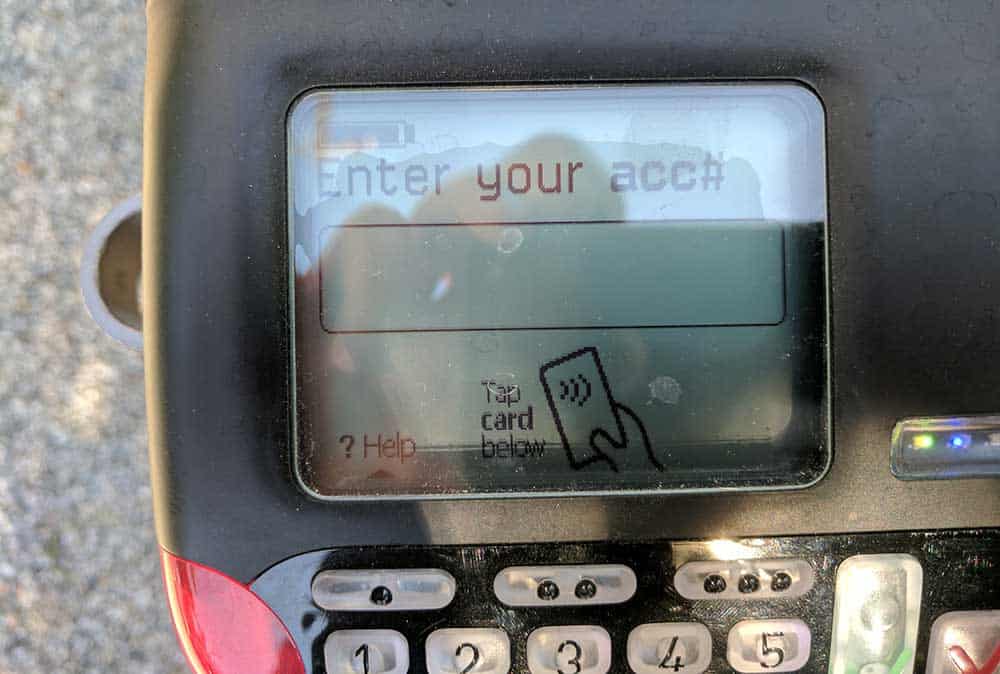 Enter your acc#
Tap
card
below
? Help
1 2 3 4 5